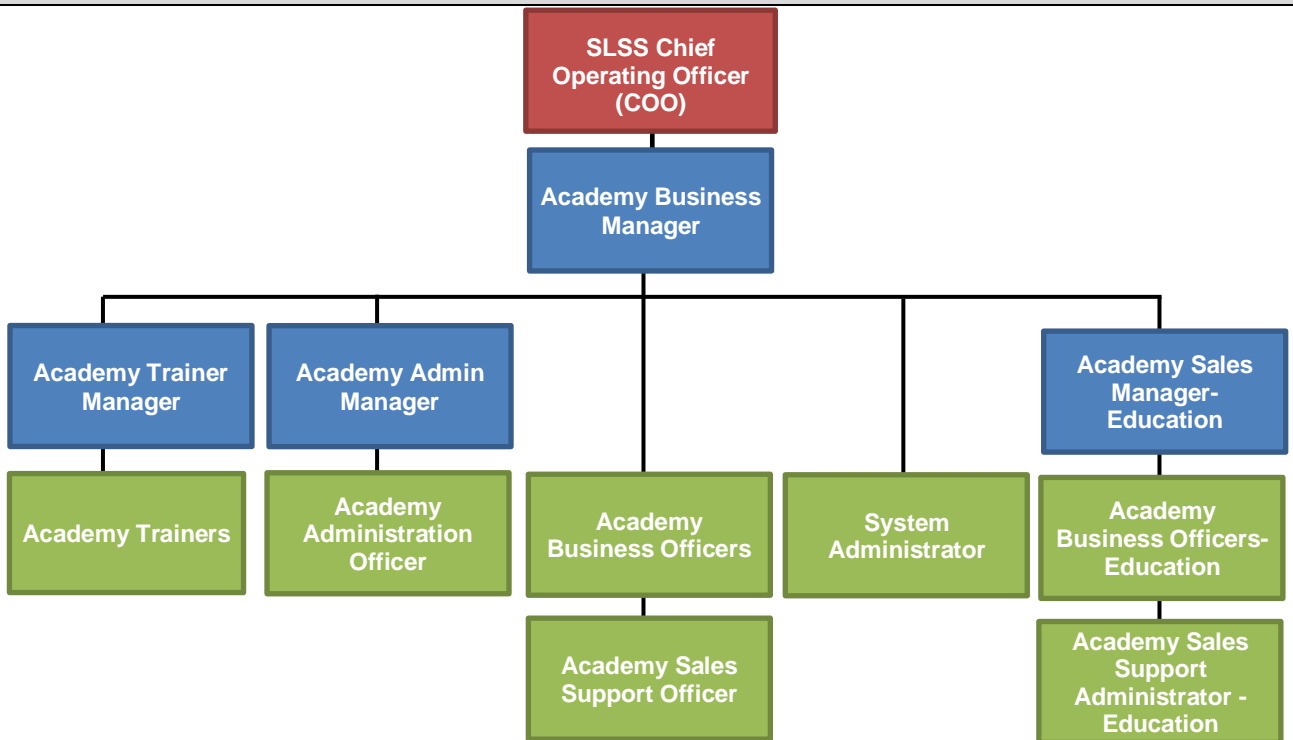 SLSS Chief
Operating Officer
(COO)
Academy Business
Manager
Academy Trainer
Manager
Academy Admin
Manager
Academy Sales
Manager-
Education
Academy Trainers
Academy
Administration
Officer
Academy
Business Officers
System
Administrator
Academy
Business Officers-
Education
Academy Sales
Support Officer
Academy Sales
Support
Administrator -
Education